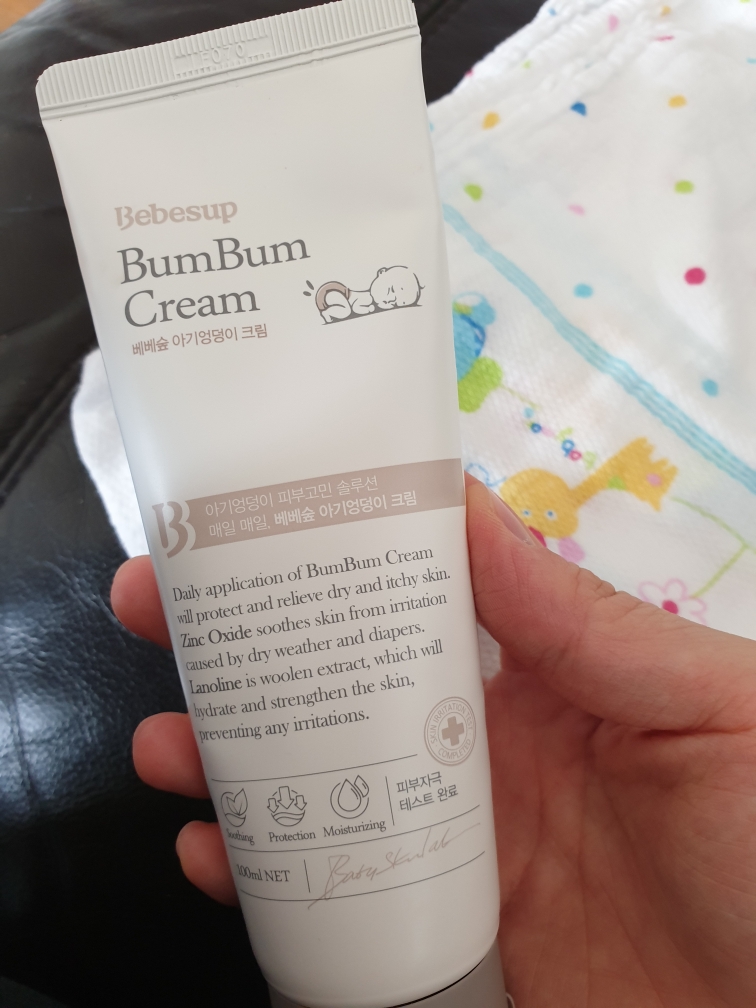 Bebesup
BumBum
Cream
베베숲 아기엉덩이 크림
B
아기엉덩이 피부고민 솔루션
매일 매일, 베베숲 아기엉덩이 크림
Daily application of BumBum Cream
will protect and relieve dry and itchy skin.
Zinc Oxide soothes skin from irritation
caused by dry weather and diapers.
Lanoline is woolen extract, which will
hydrate and strengthen the skin,
preventing any irritations.
SKIN IRRITATION TEST
COMPLETED
Soothing Protection Moisturizing
피부자극
테스트 완료
100ml NET